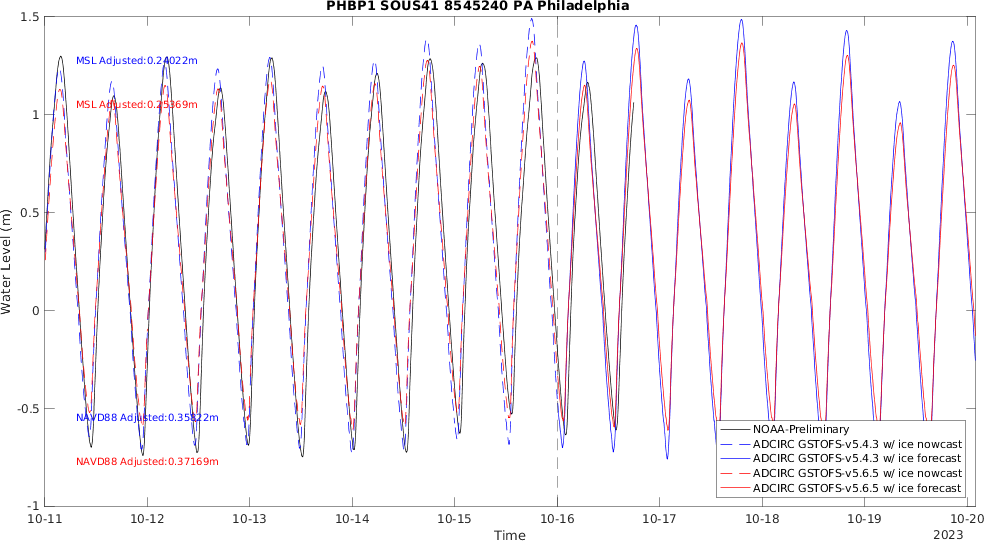 PHBP1 SOUS41 8545240 PA Philadelphia
1.5
MSL Adjusted:0.24022m
MSL Adjusted:0.25369m
1
0.5
Water Level (m)
0
-0.5
NAVD88 Adjusted:0.35822m
NAVD88 Adjusted:0.37169m
NOAA-Preliminary
ADCIRC GSTOFS-v5.4.3 w/ ice nowcast
ADCIRC GSTOFS-v5.4.3 w/ ice forecast
ADCIRC GSTOFS-v5.6.5 w/ ice nowcast
ADCIRC GSTOFS-v5.6.5 w/ ice forecast
-1
10-11 10-12 10-13 10-14 10-15 10-16 10-17 10-18 10-19 10-20
Time
2023